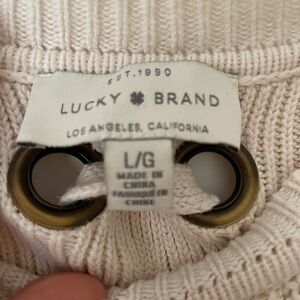 EST. 1990
LUCKY BRAND
LOS ANGELES, CALIFORNIA
L/G
MADE IN
CHINA
FABRIQUÉ EN
CHINE